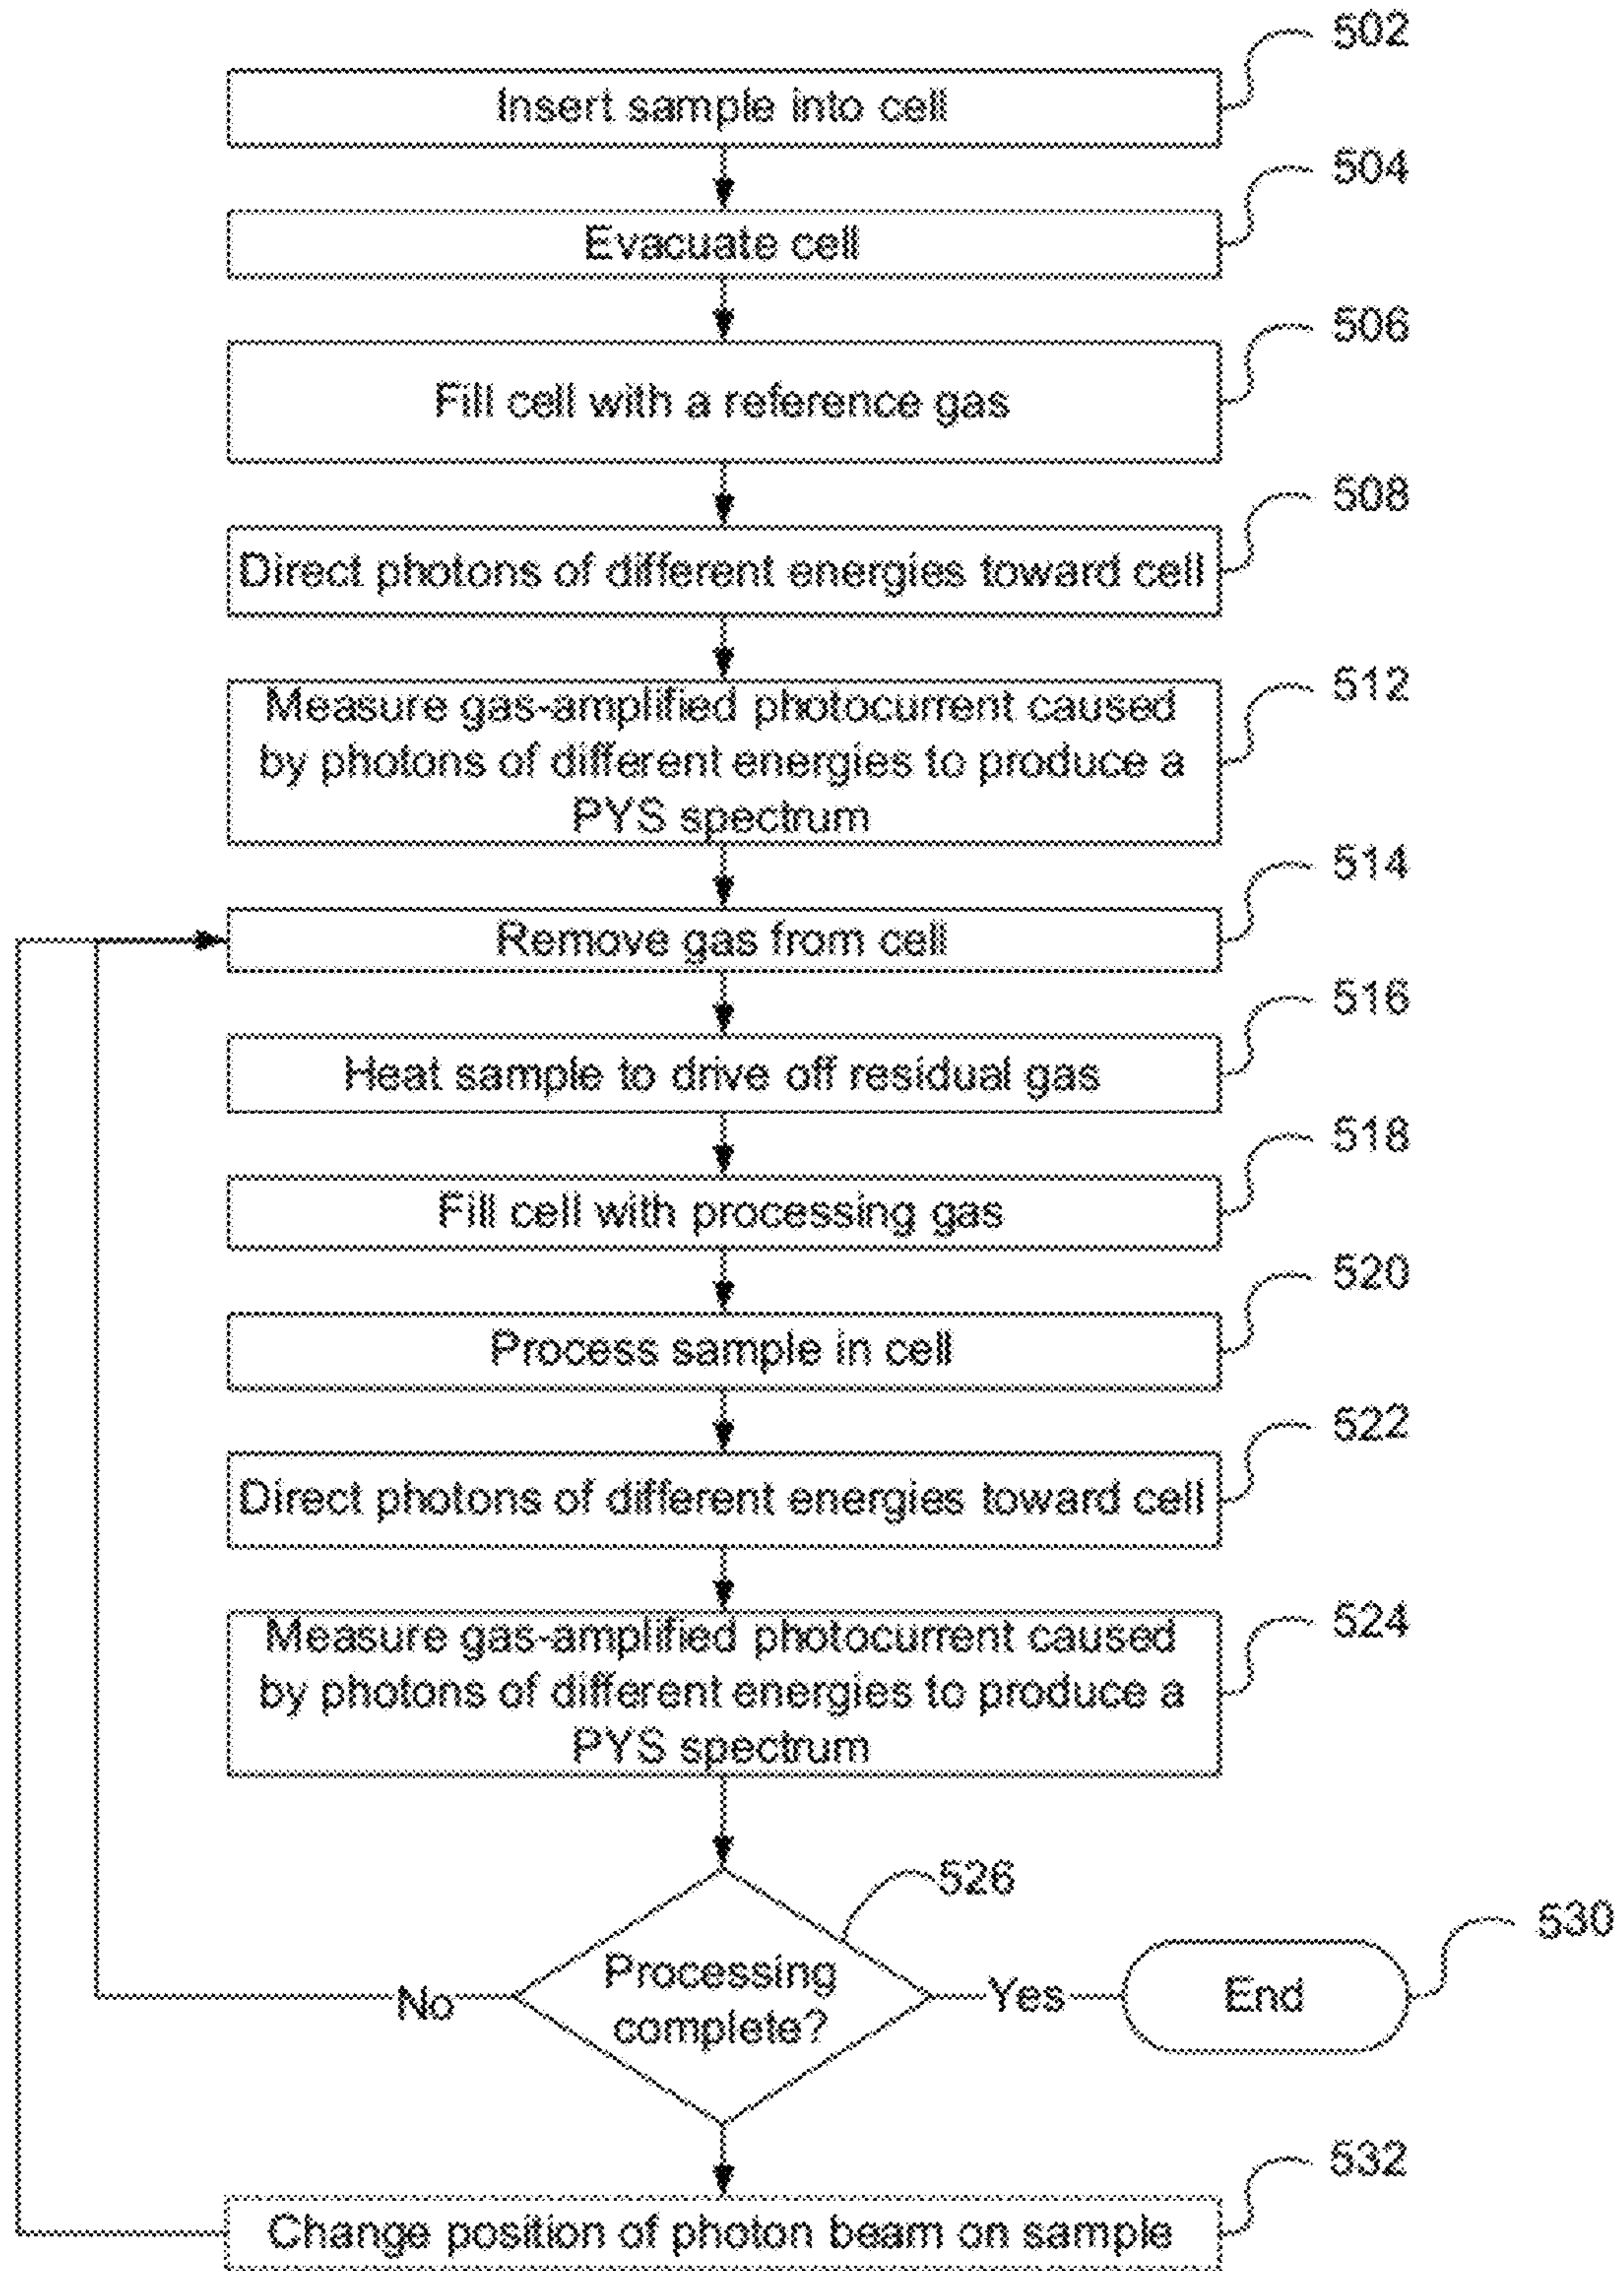 502
Insert sample into cell
504
Evacuate cell
506
Fill cell with a reference gas
508
Direct photons of different energies toward cell
512
Measure gas-amplified photocurrent caused
by photons of different energies to produce a
PYS spectrum
514
Remove gas from cell
516
Heat sample to drive off residual gas
518
Fill cell with processing gas
520
Process sample in cell
522
Direct photons of different energies toward cell
524
Measure gas-amplified photocurrent caused
by photons of different energies to produce a
PYS spectrum
526
530
Processing
complete?
No
Yes
End
532
Change position of photon beam on sample